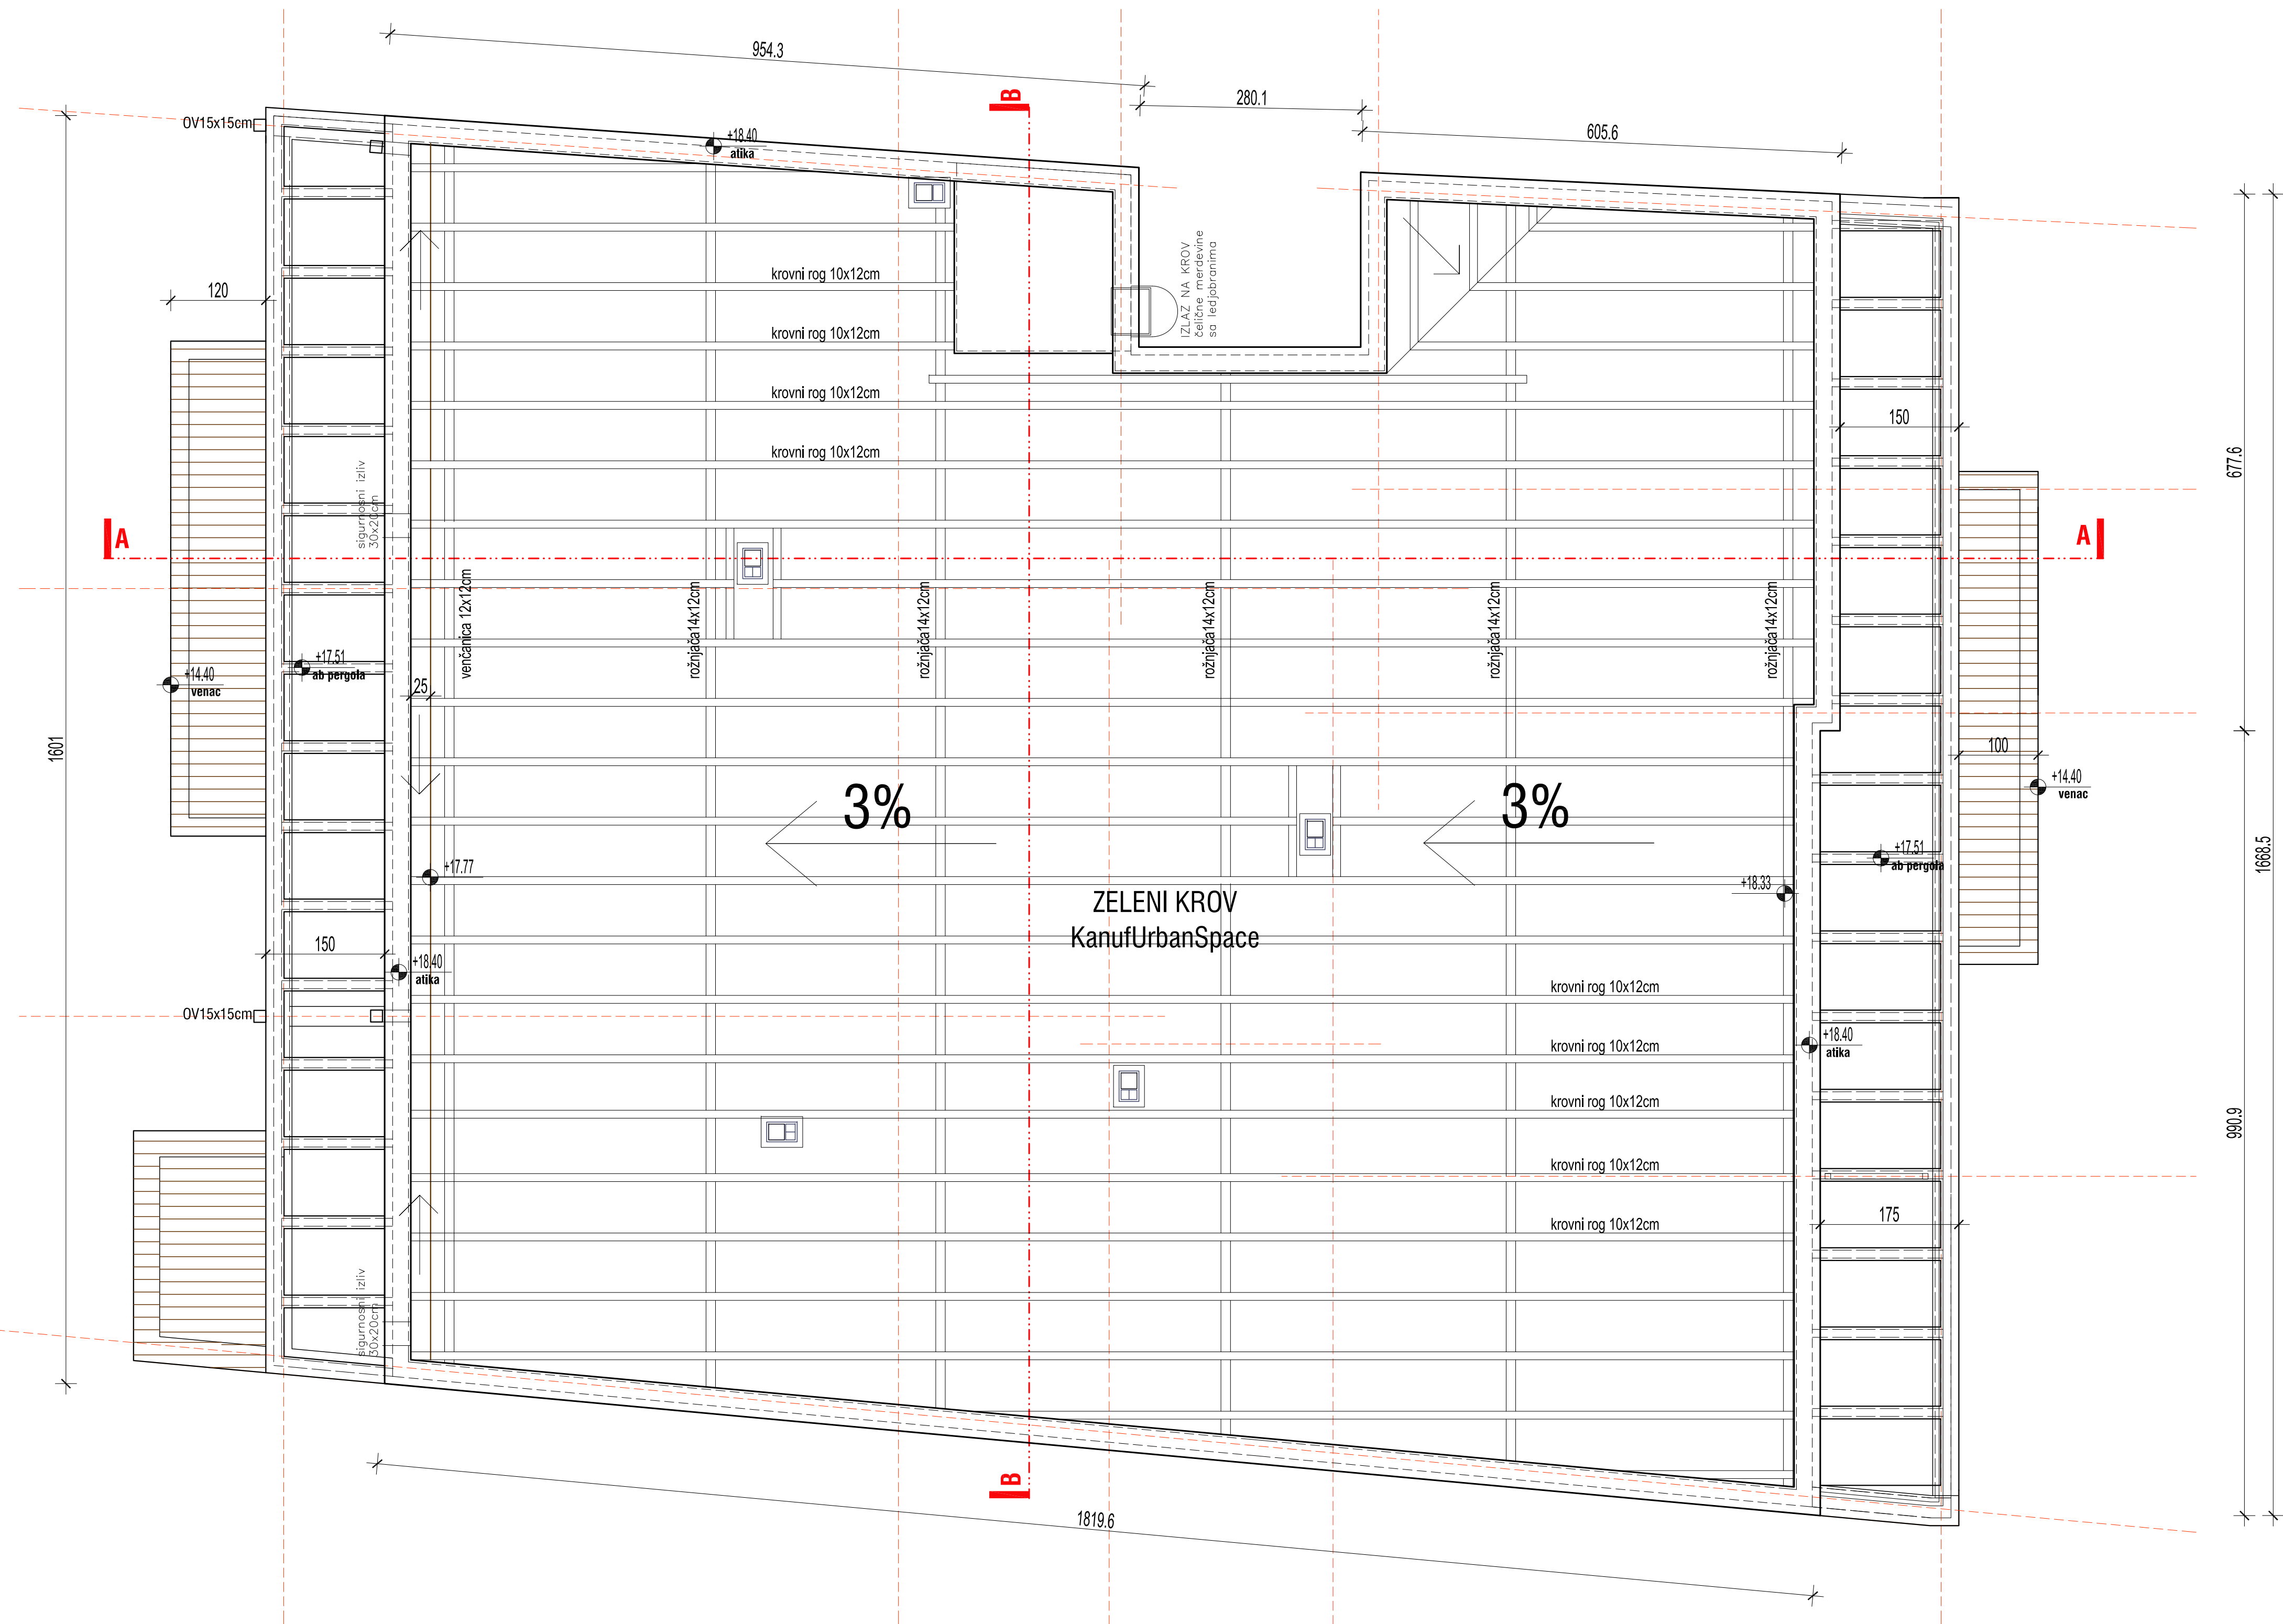 954.3
280.1
605.6
B
OV15x15cm
+18.40
atika
IZLAZ NA KROV
čelične merdevine
sa ledjobranima
krovni rog 10x12cm
120
krovni rog 10x12cm
krovni rog 10x12cm
150
krovni rog 10x12cm
677.6
sigurnosni izliv
30x20cm
A
A
venčanica 12x12cm
rožnjača14x12cm
rožnjača14x12cm
rožnjača14x12cm
rožnjača14x12cm
rožnjača14x12cm
+17.51
ab pergola
+14.40
venac
25
1601
100
+14.40
venac
3%
3%
1668.5
+17.51
ab pergola
+17.77
+18.33
ZELENI KROV
KanufUrbanSpace
150
+18.40
atika
krovni rog 10x12cm
OV15x15cm
+18.40
atika
krovni rog 10x12cm
krovni rog 10x12cm
990.9
krovni rog 10x12cm
175
krovni rog 10x12cm
sigurnosni izliv
30x20cm
B
1819.6